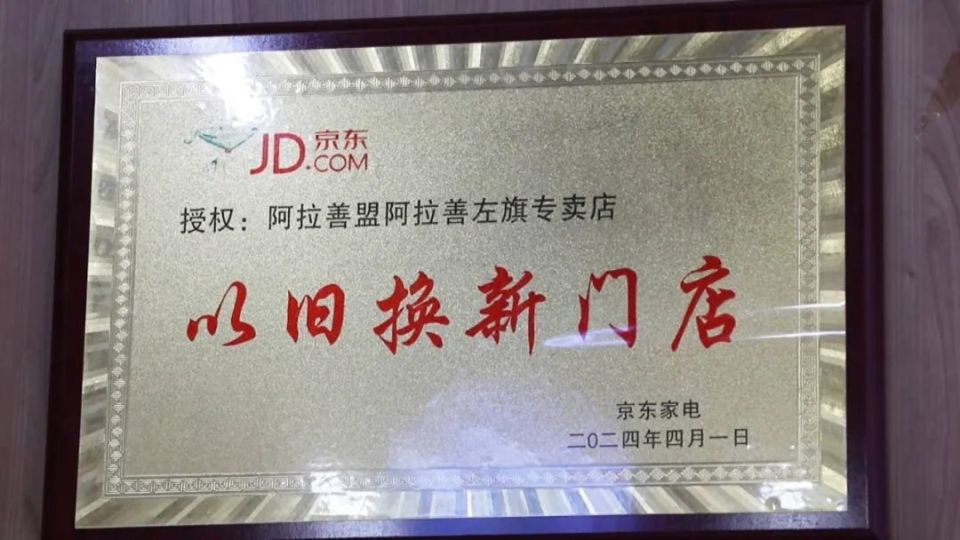 JD.COM 京东
授权：阿拉善盟阿拉善左旗专卖店
以旧换新门店
京东家电
二0二四年四月一日